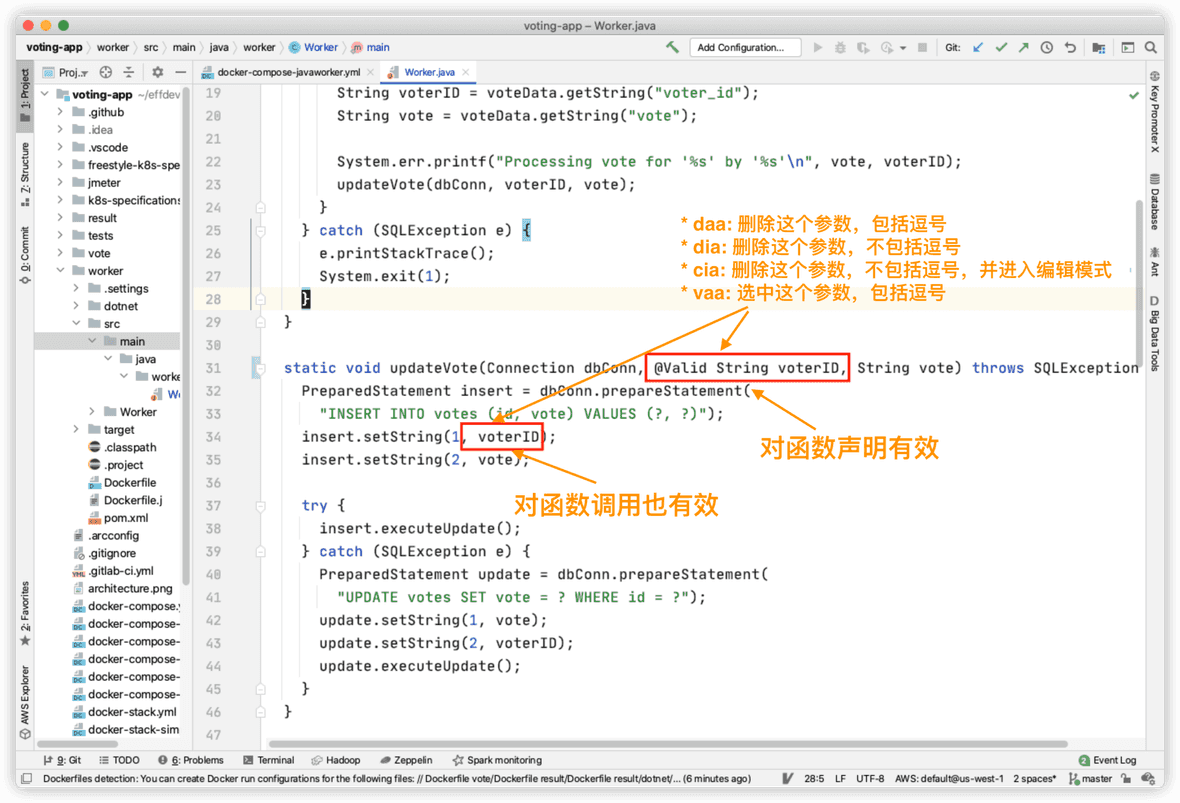 voting-app – Worker.java
voting-app worker src main java worker Worker main
Add Configuration...
Git:
Proj..
docker-compose-javaworker.yml
Worker.java
1: Project
Z: Structure
0: Commit
2: Favorites
AWS Explorer
voting-app ~/effdev
.github
.idea
.vscode
freestyle-k8s-spe
jmeter
k8s-specifications
result
tests
vote
worker
.settings
dotnet
src
main
java
worke
Wo
Worker
target
.classpath
.project
Dockerfile
Dockerfile.j
pom.xml
.arcconfig
.gitignore
.gitlab-ci.yml
architecture.png
docker-compose.y
docker-compose-
docker-compose-
docker-compose-
docker-compose-
docker-compose-
docker-stack.yml
docker-stack-sim
19 String voterID = voteData.getString("voter_id");
20 String vote = voteData.getString("vote");
21
22 System.err.printf("Processing vote for '%s' by '%s'\n", vote, voterID);
23 updateVote(dbConn, voterID, vote);
24 }
25 } catch (SQLException e) {
26 e.printStackTrace();
27 System.exit(1);
28 }
29 }
30
31 static void updateVote(Connection dbConn, @Valid String voterID, String vote) throws SQLException
32 PreparedStatement insert = dbConn.prepareStatement(
33 "INSERT INTO votes (id, vote) VALUES (?, ?)");
34 insert.setString(1, voterID);
35 insert.setString(2, vote);
36
37 try {
38 insert.executeUpdate();
39 } catch (SQLException e) {
40 PreparedStatement update = dbConn.prepareStatement(
41 "UPDATE votes SET vote = ? WHERE id = ?");
42 update.setString(1, vote);
43 update.setString(2, voterID);
44 update.executeUpdate();
45 }
46 }
47
* daa: 删除这个参数，包括逗号
* dia: 删除这个参数，不包括逗号
* cia: 删除这个参数，不包括逗号，并进入编辑模式
* vaa: 选中这个参数，包括逗号
对函数声明有效
对函数调用也有效
Key Promoter X
Database
Ant
Big Data Tools
9: Git TODO 6: Problems Terminal Hadoop Zeppelin Spark monitoring 2 Event Log
Dockerfiles detection: You can create Docker run configurations for the following files: // Dockerfile vote/Dockerfile result/Dockerfile result/dotnet/... (6 minutes ago) 28:5 LF UTF-8 AWS: default@us-west-1 2 spaces* master